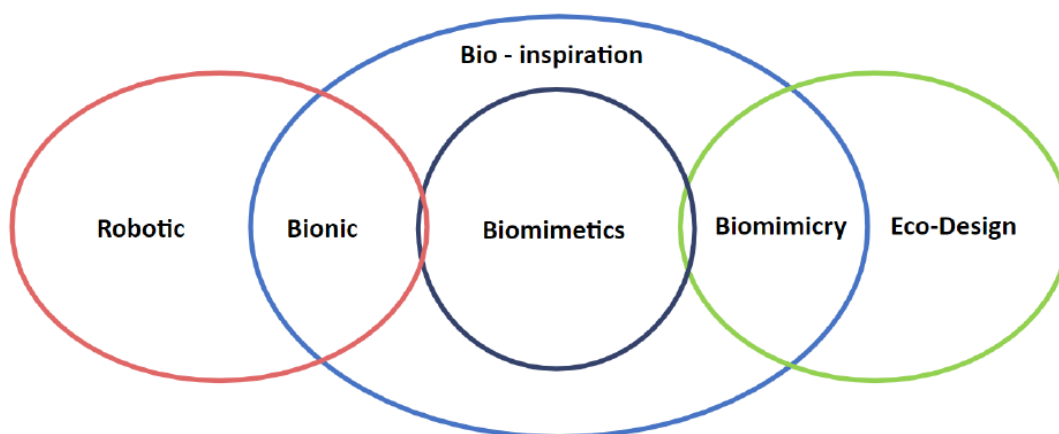 Bio - inspiration
Robotic
Bionic
Biomimetics
Biomimicry
Eco-Design